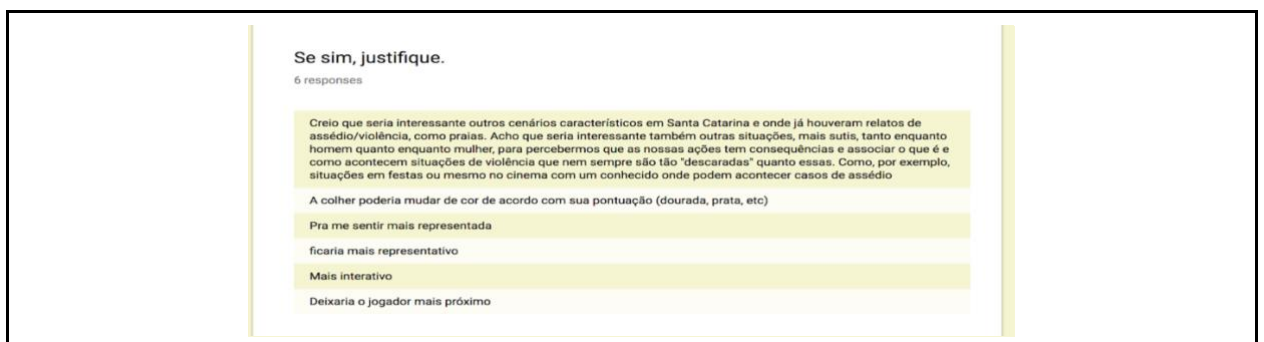 Se sim, justifique.
6 responses
Creio que seria interessante outros cenários característicos em Santa Catarina e onde já houveram relatos de
assédio/violência, como praias. Acho que seria interessante também outras situações, mais sutis, tanto enquanto
homem quanto enquanto mulher, para percebermos que as nossas ações tem consequências e associar o que é e
como acontecem situações de violência que nem sempre são tão "descaradas" quanto essas. Como, por exemplo,
situações em festas ou mesmo no cinema com um conhecido onde podem acontecer casos de assédio
A colher poderia mudar de cor de acordo com sua pontuação (dourada, prata, etc)
Pra me sentir mais representada
ficaria mais representativo
Mais interativo
Deixaria o jogador mais próximo